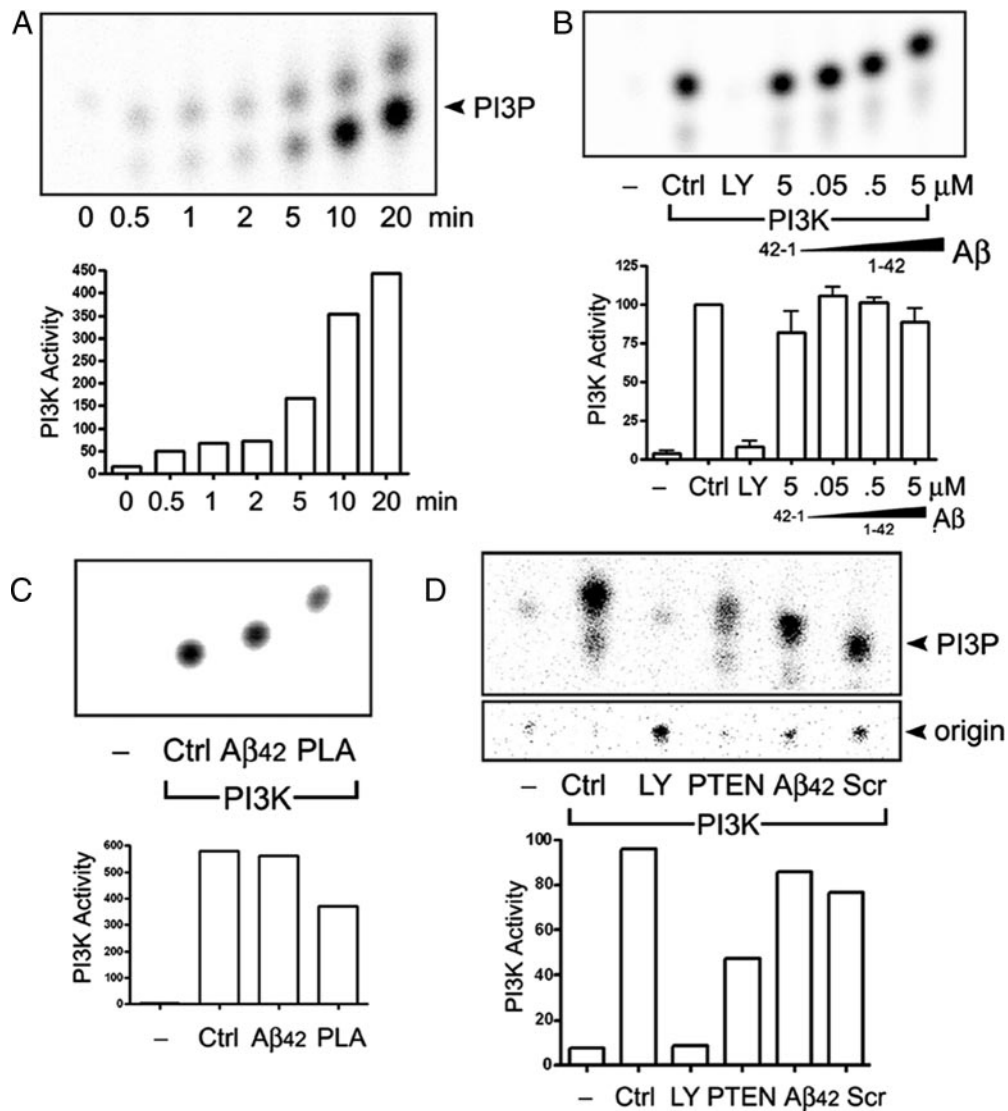 A
PI3P
0 0.5 1 2 5 10 20 min
PI3K Activity
450
400
350
300
250
200
150
100
50
0
0 0.5 1 2 5 10 20 min
B
– Ctrl LY 5 .05 .5 5 μM
PI3K
42-1 1-42 Aβ
PI3K Activity
125
100
75
50
25
0
– Ctrl LY 5 .05 .5 5 μM
42-1 1-42 Aβ
C
– Ctrl Aβ42 PLA
PI3K
PI3K Activity
600
500
400
300
200
100
0
– Ctrl Aβ42 PLA
D
PI3P
origin
– Ctrl LY PTEN Aβ42 Scr
PI3K
PI3K Activity
100
80
60
40
20
0
– Ctrl LY PTEN Aβ42 Scr